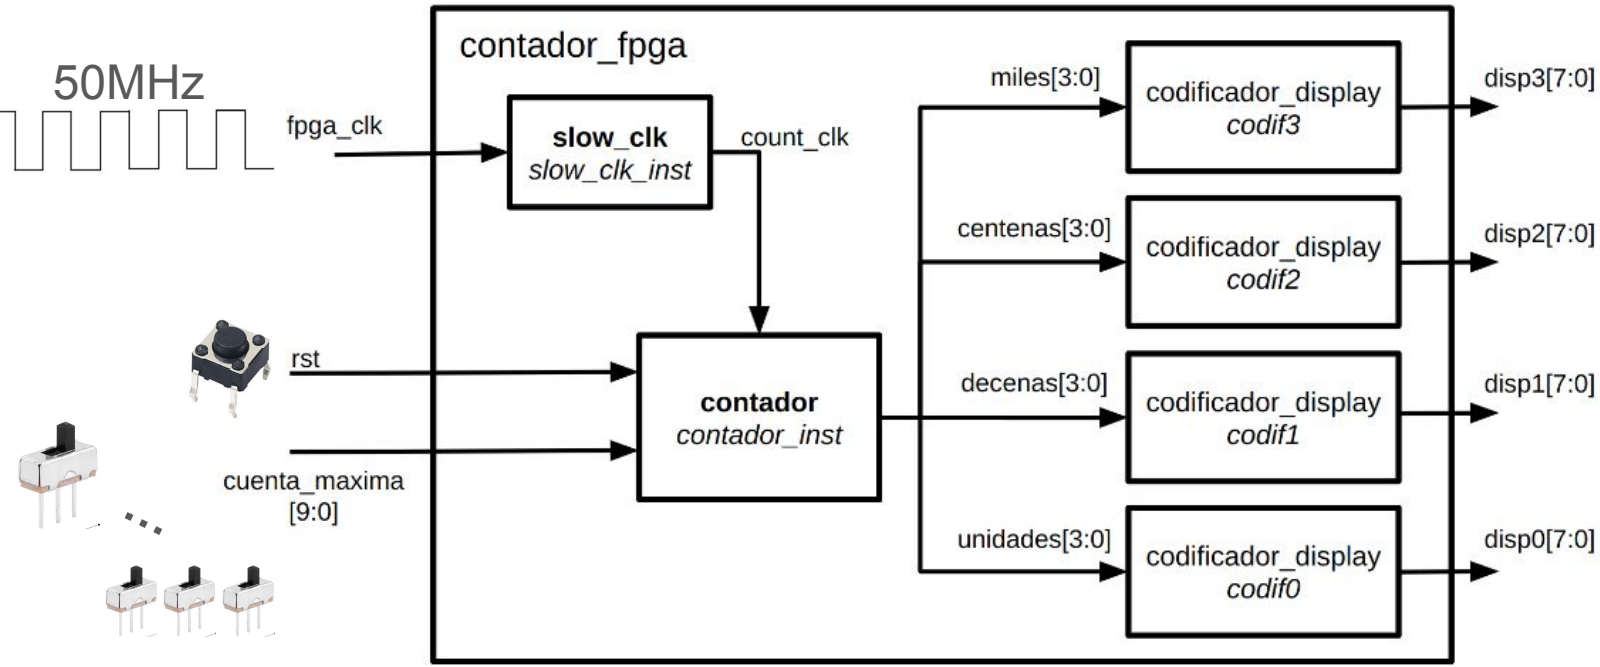 contador_fpga
50MHz
fpga_clk
slow_clk
slow_clk_inst
count_clk
rst
cuenta_maxima
[9:0]
contador
contador_inst
miles[3:0]
codificador_display
codif3
disp3[7:0]
centenas[3:0]
codificador_display
codif2
disp2[7:0]
decenas[3:0]
codificador_display
codif1
disp1[7:0]
unidades[3:0]
codificador_display
codif0
disp0[7:0]